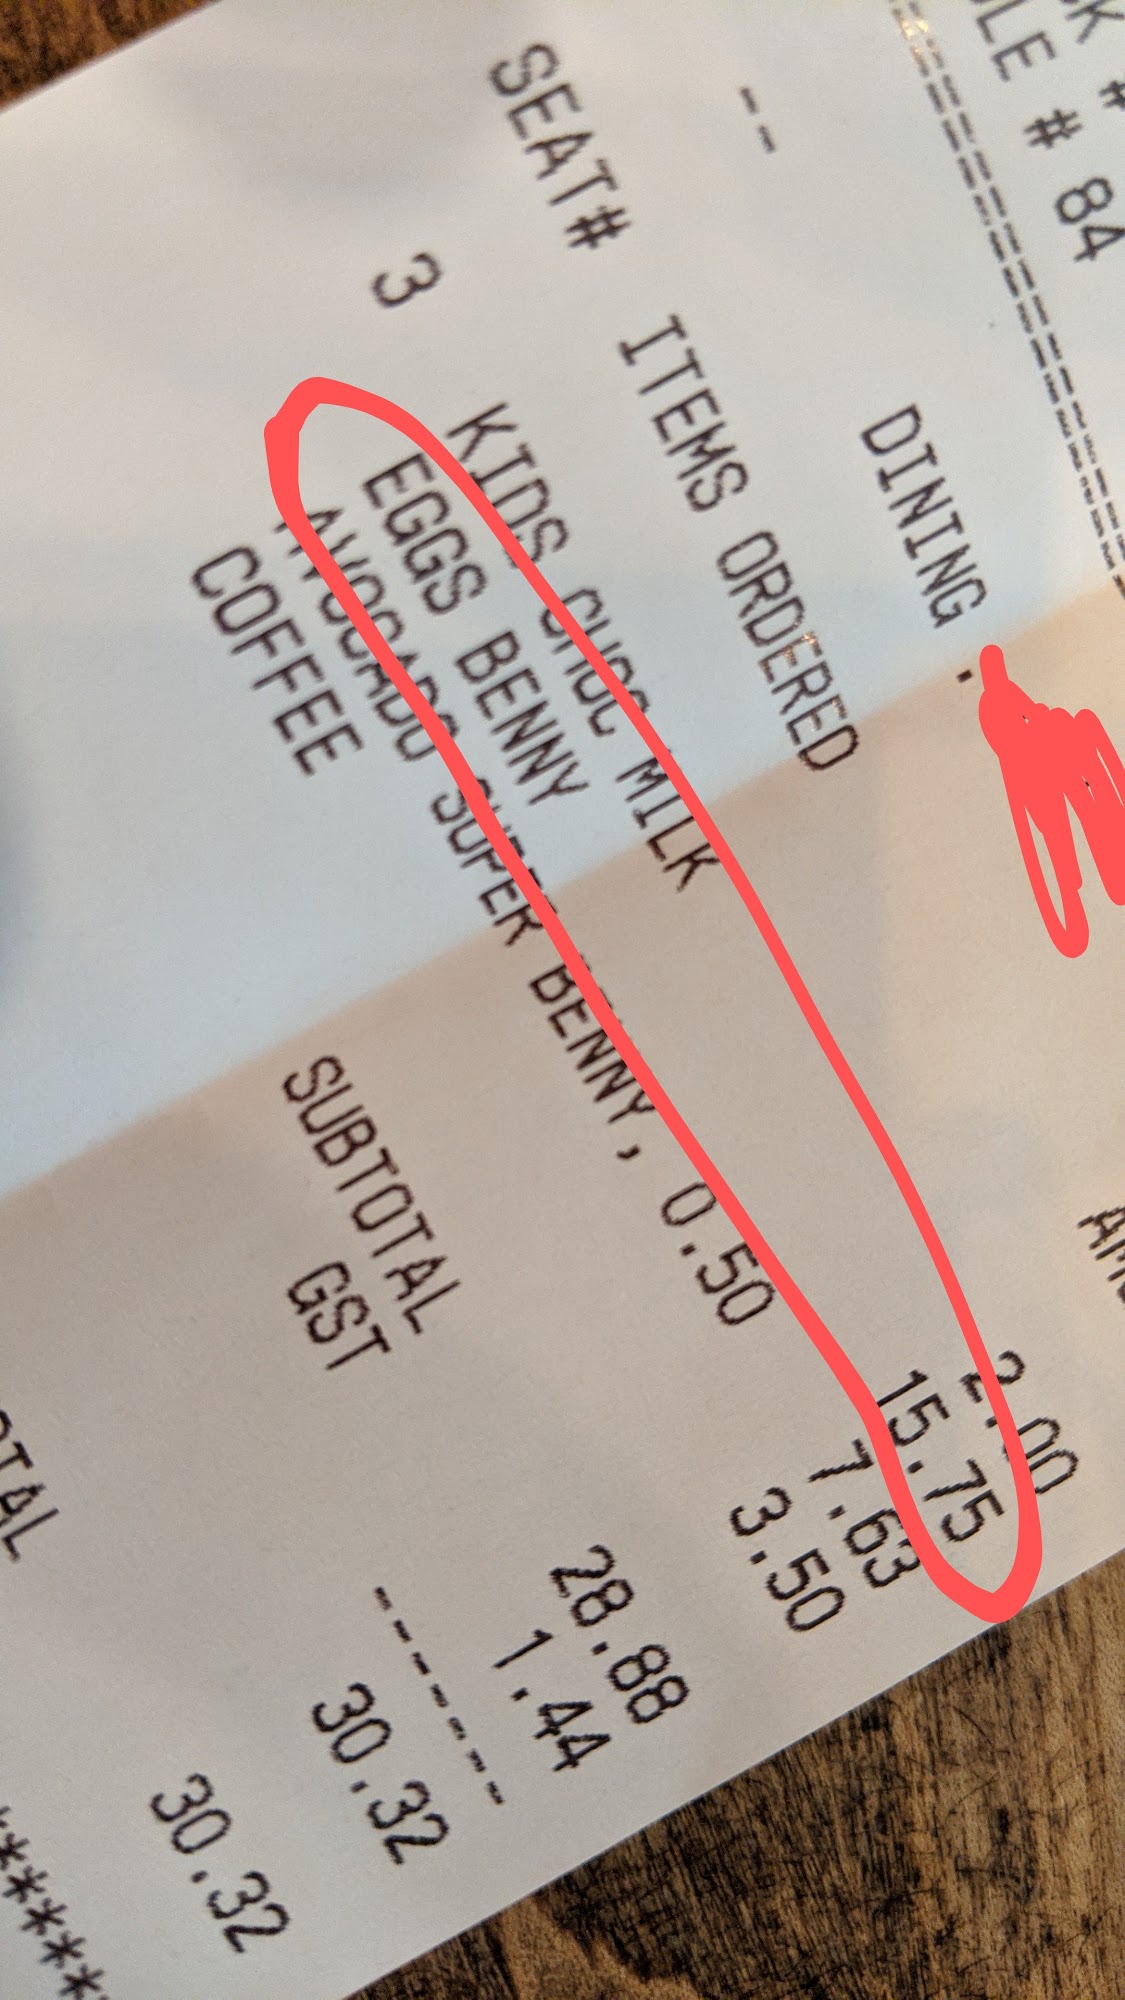 # 
LE # 84
==================
DINING .
--
SEAT# ITEMS ORDERED
3 KIDS CHOC MILK 2.00
EGGS BENNY 15.75
AVOCADO SUPER BENNY, 0.50 7.63
COFFEE 3.50
SUBTOTAL 28.88
GST 1.44
------
30.32
TAL 30.32
******